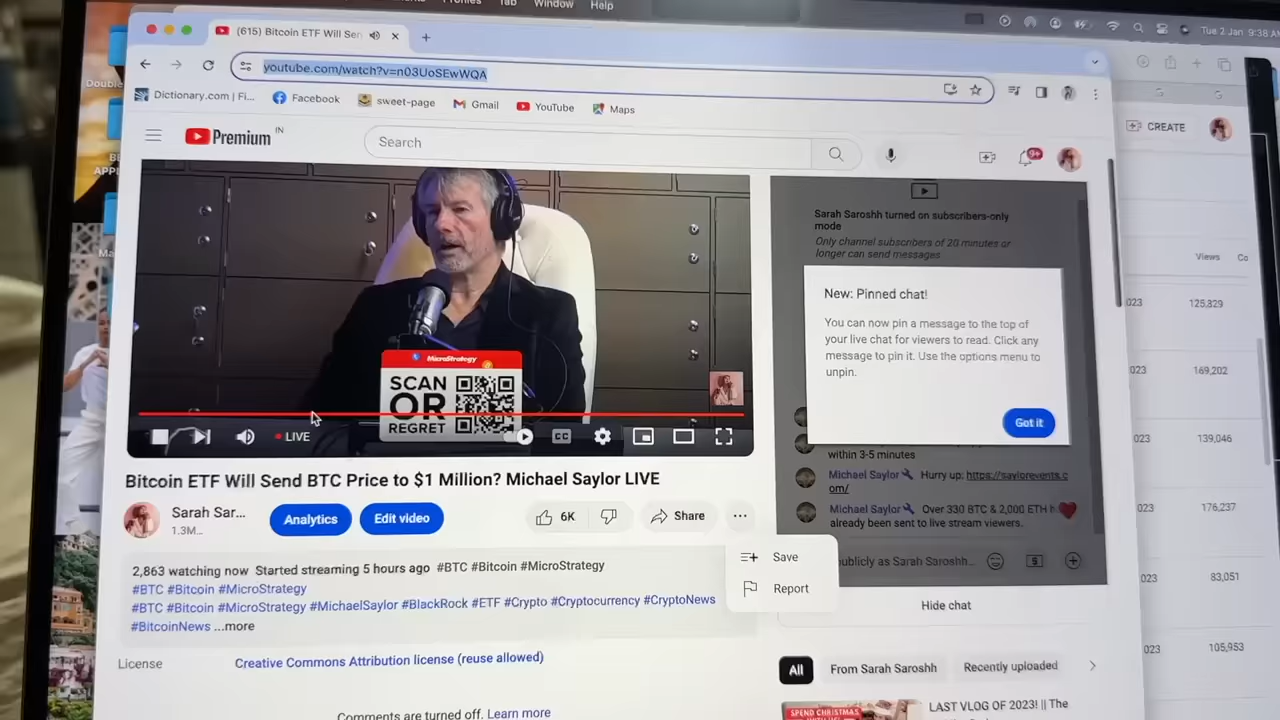 Profiles Tab Window Help
Tue 2 Jan 9:38 AM
(615) Bitcoin ETF Will Sen
youtube.com/watch?v=n03UoSEwWQA
Double
Dictionary.com | Fi...
Facebook
sweet-page
Gmail
YouTube
Maps
Premium IN
Search
9+
CREATE
MicroStrategy
SCAN
OR
REGRET
LIVE
CC
Sarah Saroshh turned on subscribers-only
mode
Only channel subscribers of 20 minutes or
longer can send messages
New: Pinned chat!
You can now pin a message to the top of
your live chat for viewers to read. Click any
message to pin it. Use the options menu to
unpin.
Got it
within 3-5 minutes
Michael Saylor Hurry up: https://saylorevents.c
om/
Michael Saylor Over 330 BTC & 2,000 ETH h
already been sent to live stream viewers.
ublicly as Sarah Saroshh...
Hide chat
Bitcoin ETF Will Send BTC Price to $1 Million? Michael Saylor LIVE
Sarah Sar...
1.3M...
Analytics
Edit video
6K
Share
...
Save
Report
2,863 watching now Started streaming 5 hours ago #BTC #Bitcoin #MicroStrategy
#BTC #Bitcoin #MicroStrategy
#BTC #Bitcoin #MicroStrategy #MichaelSaylor #BlackRock #ETF #Crypto #Cryptocurrency #CryptoNews
#BitcoinNews ...more
License
Creative Commons Attribution license (reuse allowed)
Comments are turned off. Learn more
All
From Sarah Saroshh
Recently uploaded
SPEND CHRISTMAS
LAST VLOG OF 2023! || The
Views Co
023 125,829
023 169,202
023 139,046
023 176,237
023 83,051
023 105,953